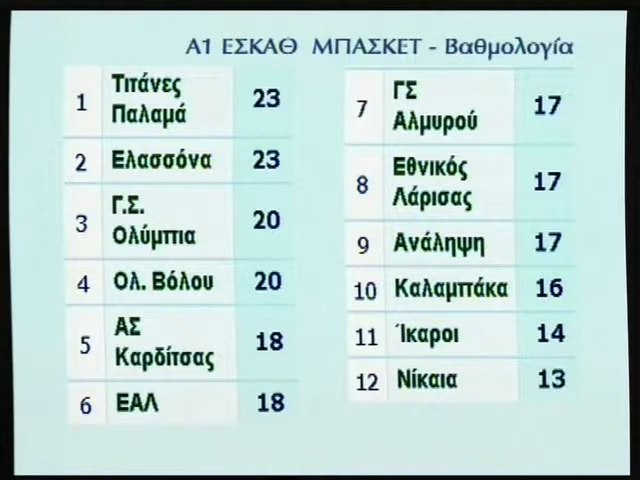 Α1 ΕΣΚΑΘ ΜΠΑΣΚΕΤ - Βαθμολογία
1 Τιτάνες Παλαμά 23
2 Ελασσόνα 23
3 Γ.Σ. Ολύμπια 20
4 Ολ. Βόλου 20
5 ΑΣ Καρδίτσας 18
6 ΕΑΛ 18
7 ΓΣ Αλμυρού 17
8 Εθνικός Λάρισας 17
9 Ανάληψη 17
10 Καλαμπάκα 16
11 Ίκαροι 14
12 Νίκαια 13